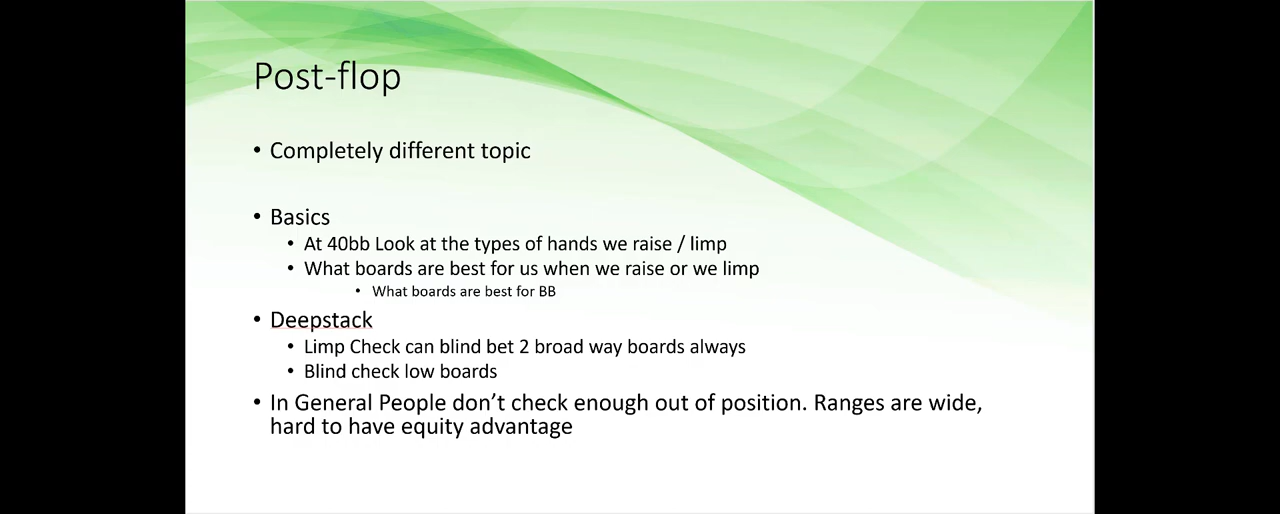 Post-flop
• Completely different topic
• Basics
• At 40bb Look at the types of hands we raise / limp
• What boards are best for us when we raise or we limp
• What boards are best for BB
• Deepstack
• Limp Check can blind bet 2 broad way boards always
• Blind check low boards
• In General People don’t check enough out of position. Ranges are wide,
hard to have equity advantage